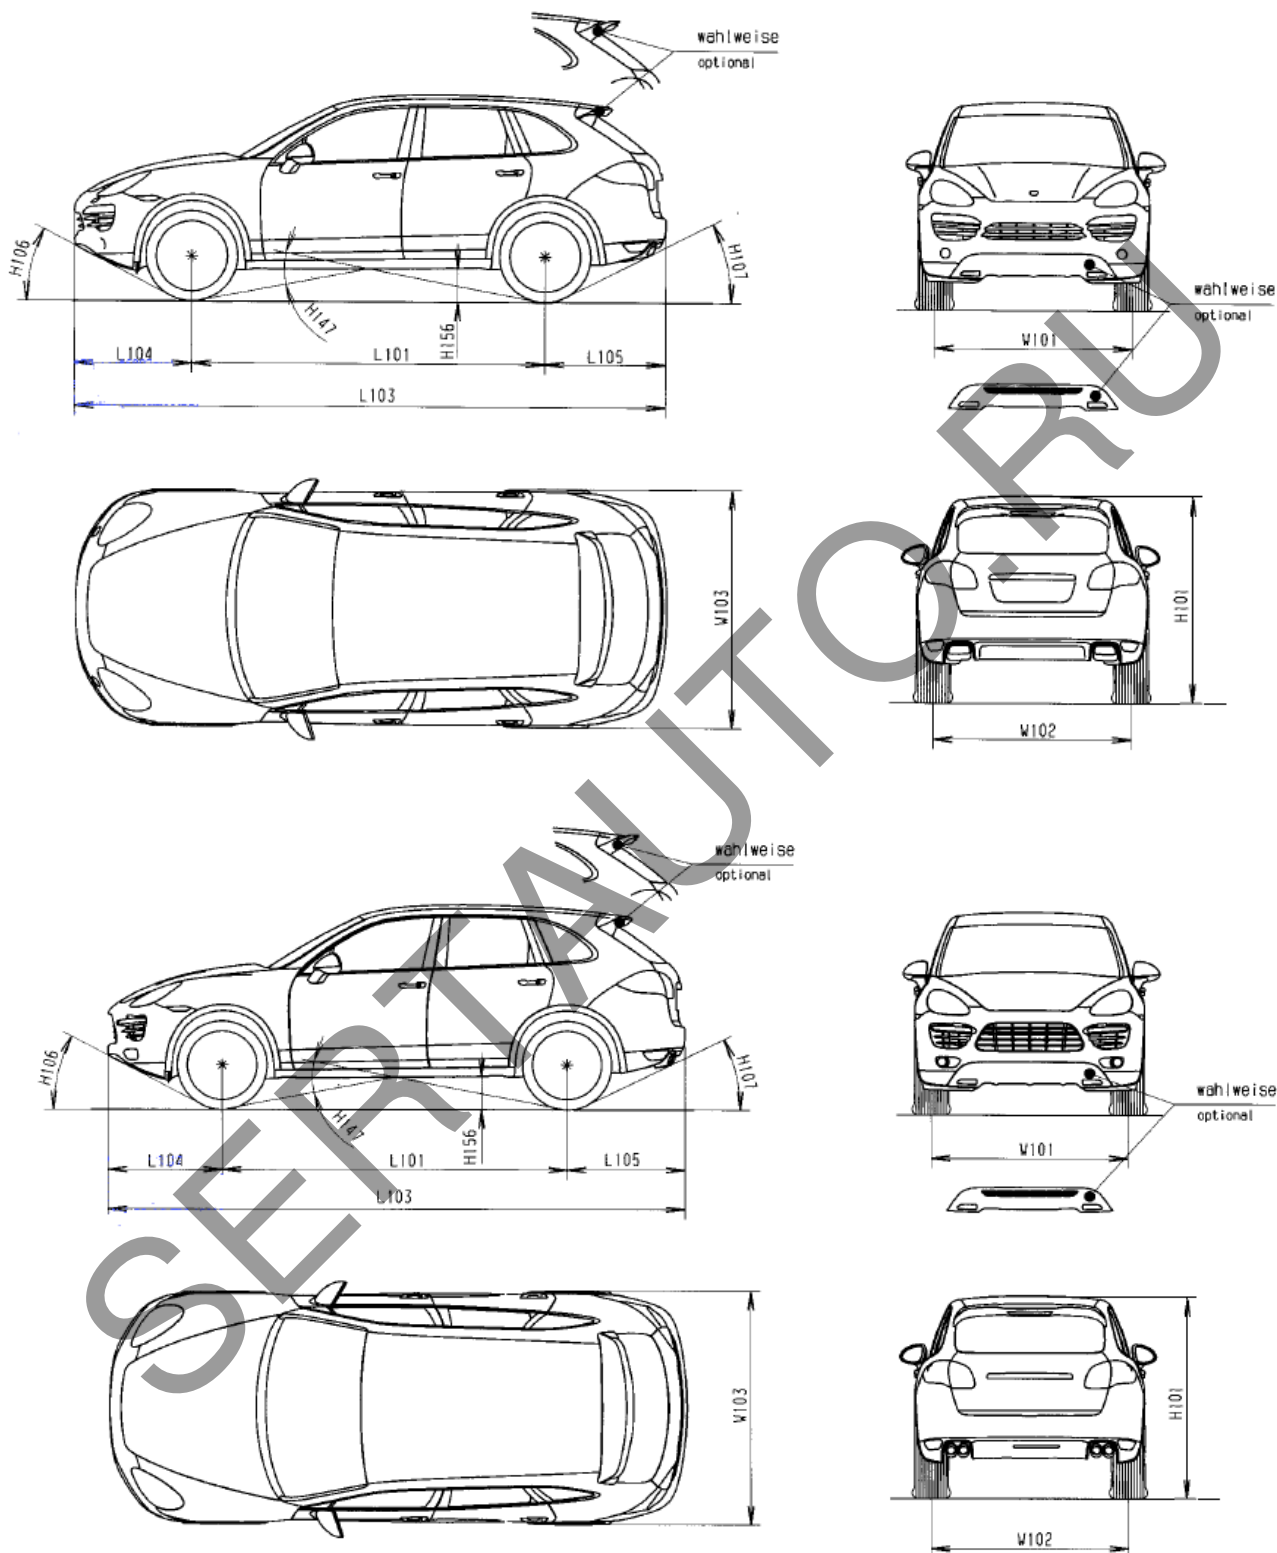 wahlweise
optional
H106
H107
H147
H156
L104
L101
L105
L103
wahlweise
optional
W101
W103
H101
W102
wahlweise
optional
H106
H107
H147
H156
L104
L101
L105
L103
wahlweise
optional
W101
W103
H101
W102
SERTAUTO.RU